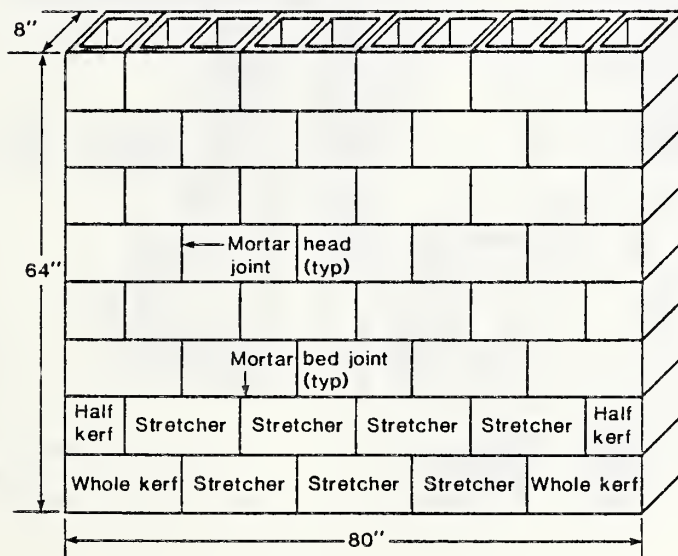 8"
64"
Mortar head
joint (typ)
Mortar bed joint
(typ)
Half Stretcher Stretcher Stretcher Stretcher Half
kerf kerf
Whole kerf Stretcher Stretcher Stretcher Whole kerf
80"